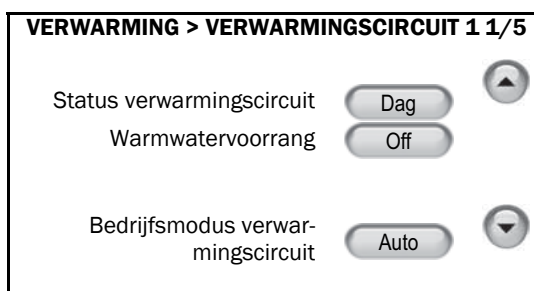 VERWARMING > VERWARMINGSCIRCUIT 1 1/5
Status verwarmingscircuit Dag
Warmwatervoorrang Off
Bedrijfsmodus verwar-
mingscircuit Auto